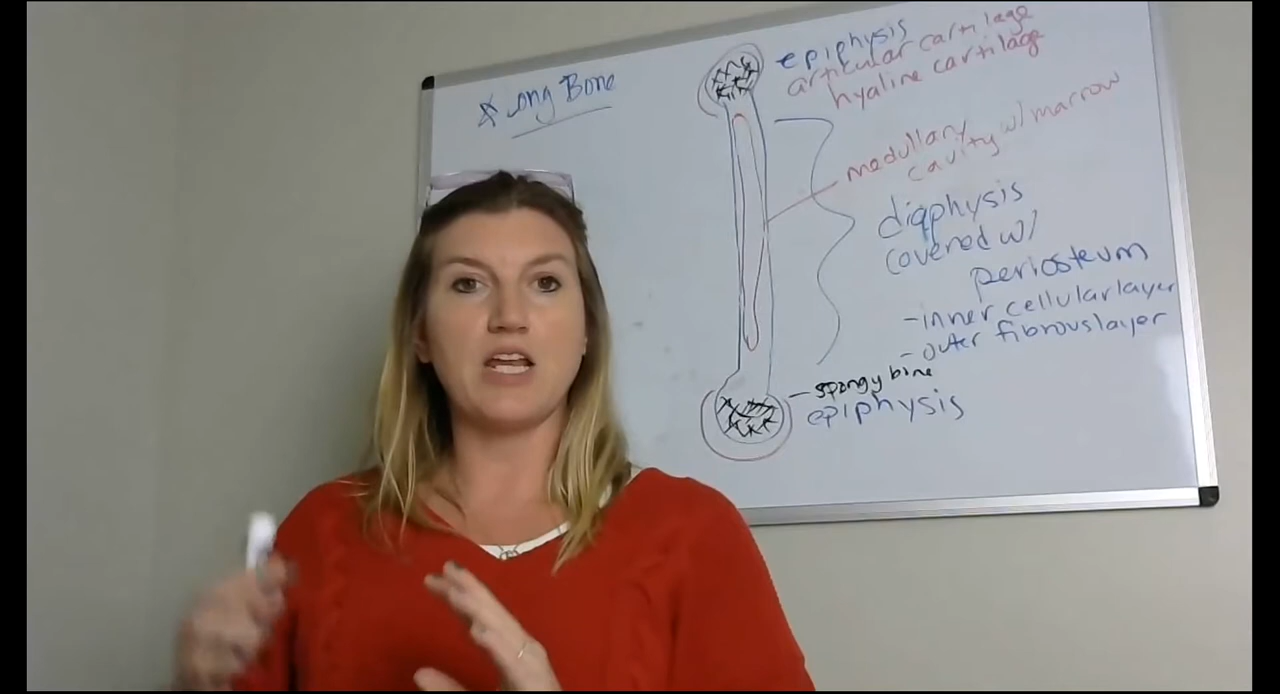 Long Bone
epiphysis
articular cartilage
hyaline cartilage
medullary
cavity w/ marrow
diaphysis
covered w/
periosteum
- inner cellular layer
- outer fibrous layer
- spongy bone
epiphysis